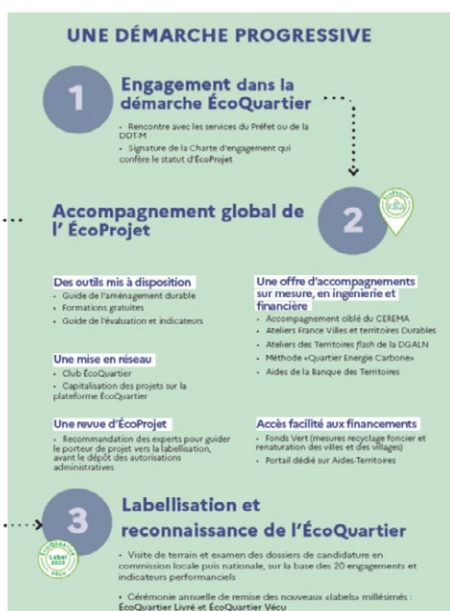 UNE DÉMARCHE PROGRESSIVE
1
Engagement dans la
démarche ÉcoQuartier
• Rencontre avec les services du Préfet ou de la
DDT-M
• Signature de la Charte d'engagement qui
confère le statut d'ÉcoProjet
Accompagnement global de
l' ÉcoProjet
2
Des outils mis à disposition
• Guide de l'aménagement durable
• Formations gratuites
• Guide de l'évaluation et indicateurs
Une mise en réseau
• Club ÉcoQuartier
• Capitalisation des projets sur la
plateforme ÉcoQuartier
Une revue d'ÉcoProjet
• Recommandation des experts pour guider
le porteur de projet vers la labellisation,
avant le dépôt des autorisations
administratives
Une offre d'accompagnements
sur mesure, en ingénierie et
financière
• Accompagnement ciblé du CEREMA
• Ateliers France Villes et territoires Durables
• Ateliers des Territoires flash de la DGALN
• Méthode «Quartier Energie Carbone»
• Aides de la Banque des Territoires
Accès facilité aux financements
• Fonds Vert (mesures recyclage foncier et
renaturation des villes et des villages)
• Portail dédié sur Aides-Territoires
3
Label
VÉCU
Labellisation et
reconnaissance de l'ÉcoQuartier
• Visite de terrain et examen des dossiers de candidature en
commission locale puis nationale, sur la base des 20 engagements et
indicateurs performanciels
• Cérémonie annuelle de remise des nouveaux «labels» millésimés :
ÉcoQuartier Livré et ÉcoQuartier Vécu